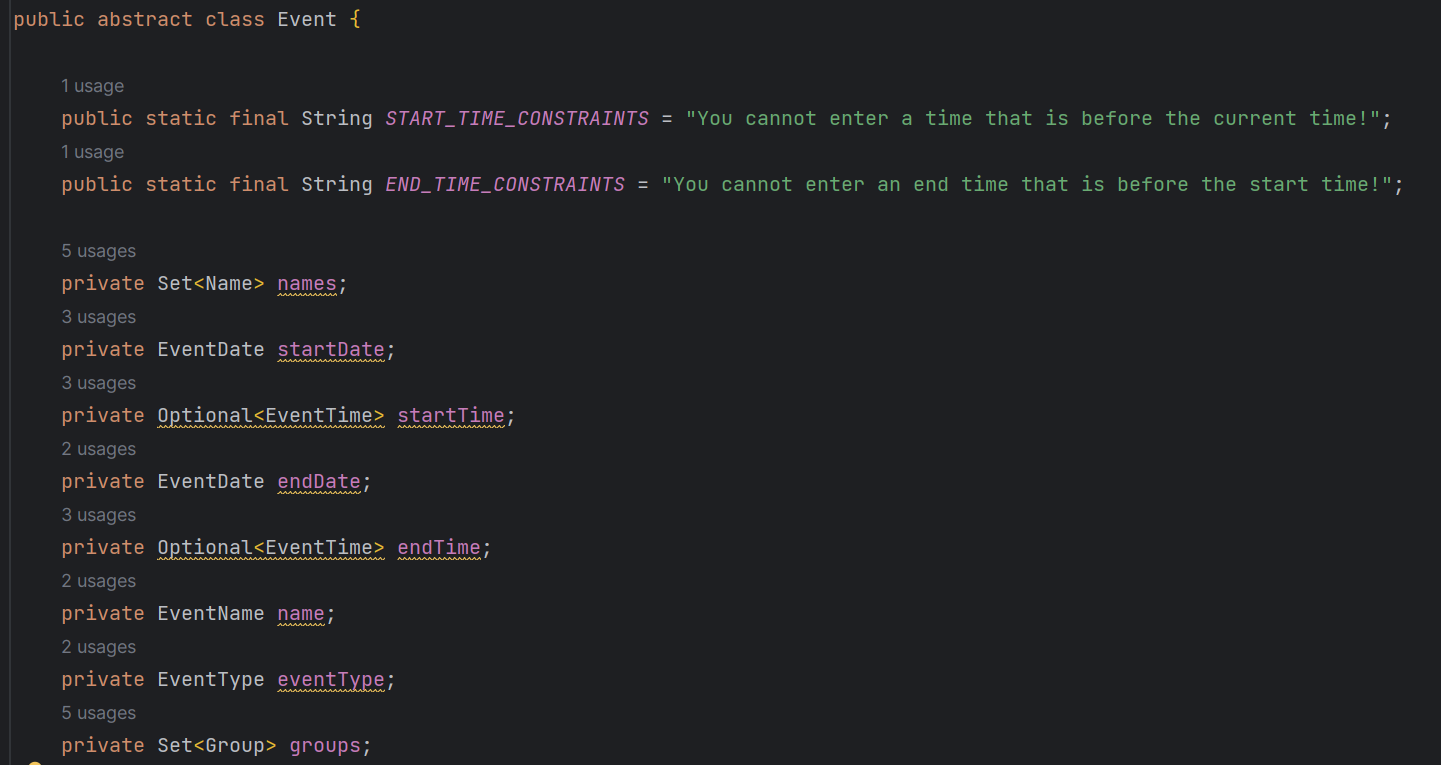 public abstract class Event {
1 usage
public static final String START_TIME_CONSTRAINTS = "You cannot enter a time that is before the current time!";
1 usage
public static final String END_TIME_CONSTRAINTS = "You cannot enter an end time that is before the start time!";
5 usages
private Set<Name> names;
3 usages
private EventDate startDate;
3 usages
private Optional<EventTime> startTime;
2 usages
private EventDate endDate;
3 usages
private Optional<EventTime> endTime;
2 usages
private EventName name;
2 usages
private EventType eventType;
5 usages
private Set<Group> groups;